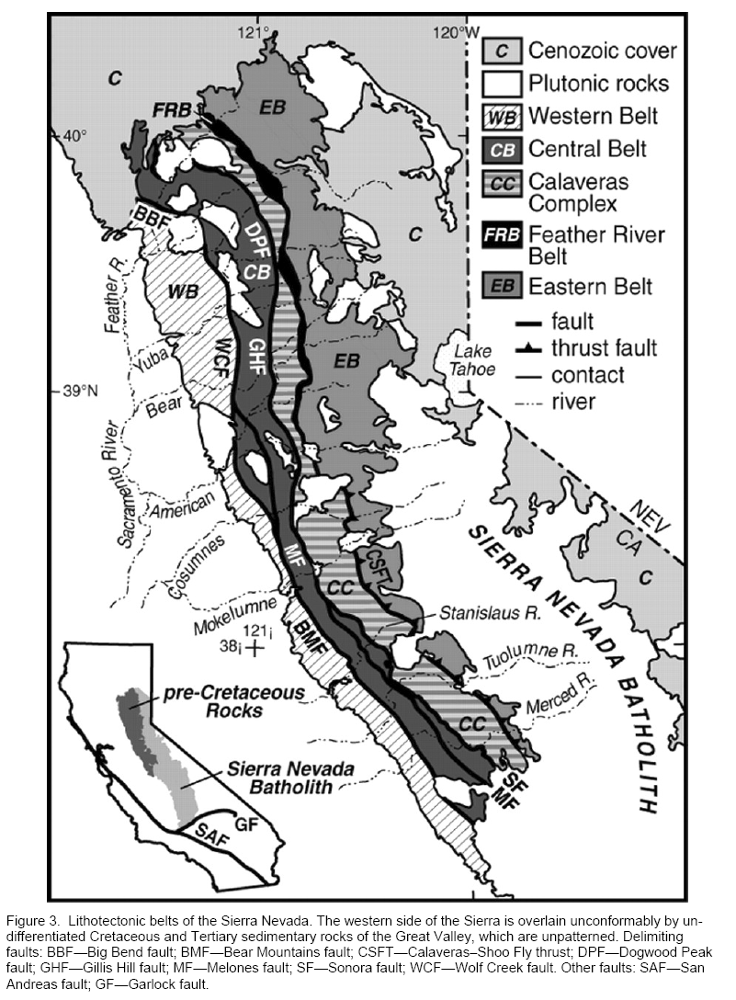 121°
120°W
C
Cenozoic cover
Plutonic rocks
WB
Western Belt
CB
Central Belt
CC
Calaveras
Complex
FRB
Feather River
Belt
EB
Eastern Belt
fault
thrust fault
contact
river
C
EB
FRB
40°
BBF
DPF
CB
C
WB
Feather R.
WCF
GHF
EB
Lake
Tahoe
Yuba
39°N
Bear
Sacramento River
American
NEV
CA
C
SIERRA NEVADA BATHOLITH
Cosumnes
MF
CSFT
CC
Mokelumne
Stanislaus R.
121¡
38¡
BMF
Tuolumne R.
Merced R.
CC
pre-Cretaceous
Rocks
Sierra Nevada
Batholith
SF
MF
GF
SAF
Figure 3.  Lithotectonic belts of the Sierra Nevada. The western side of the Sierra is overlain unconformably by un-
differentiated Cretaceous and Tertiary sedimentary rocks of the Great Valley, which are unpatterned. Delimiting
faults: BBF—Big Bend fault; BMF—Bear Mountains fault; CSFT—Calaveras–Shoo Fly thrust; DPF—Dogwood Peak
fault; GHF—Gillis Hill fault; MF—Melones fault; SF—Sonora fault; WCF—Wolf Creek fault. Other faults: SAF—San
Andreas fault; GF—Garlock fault.